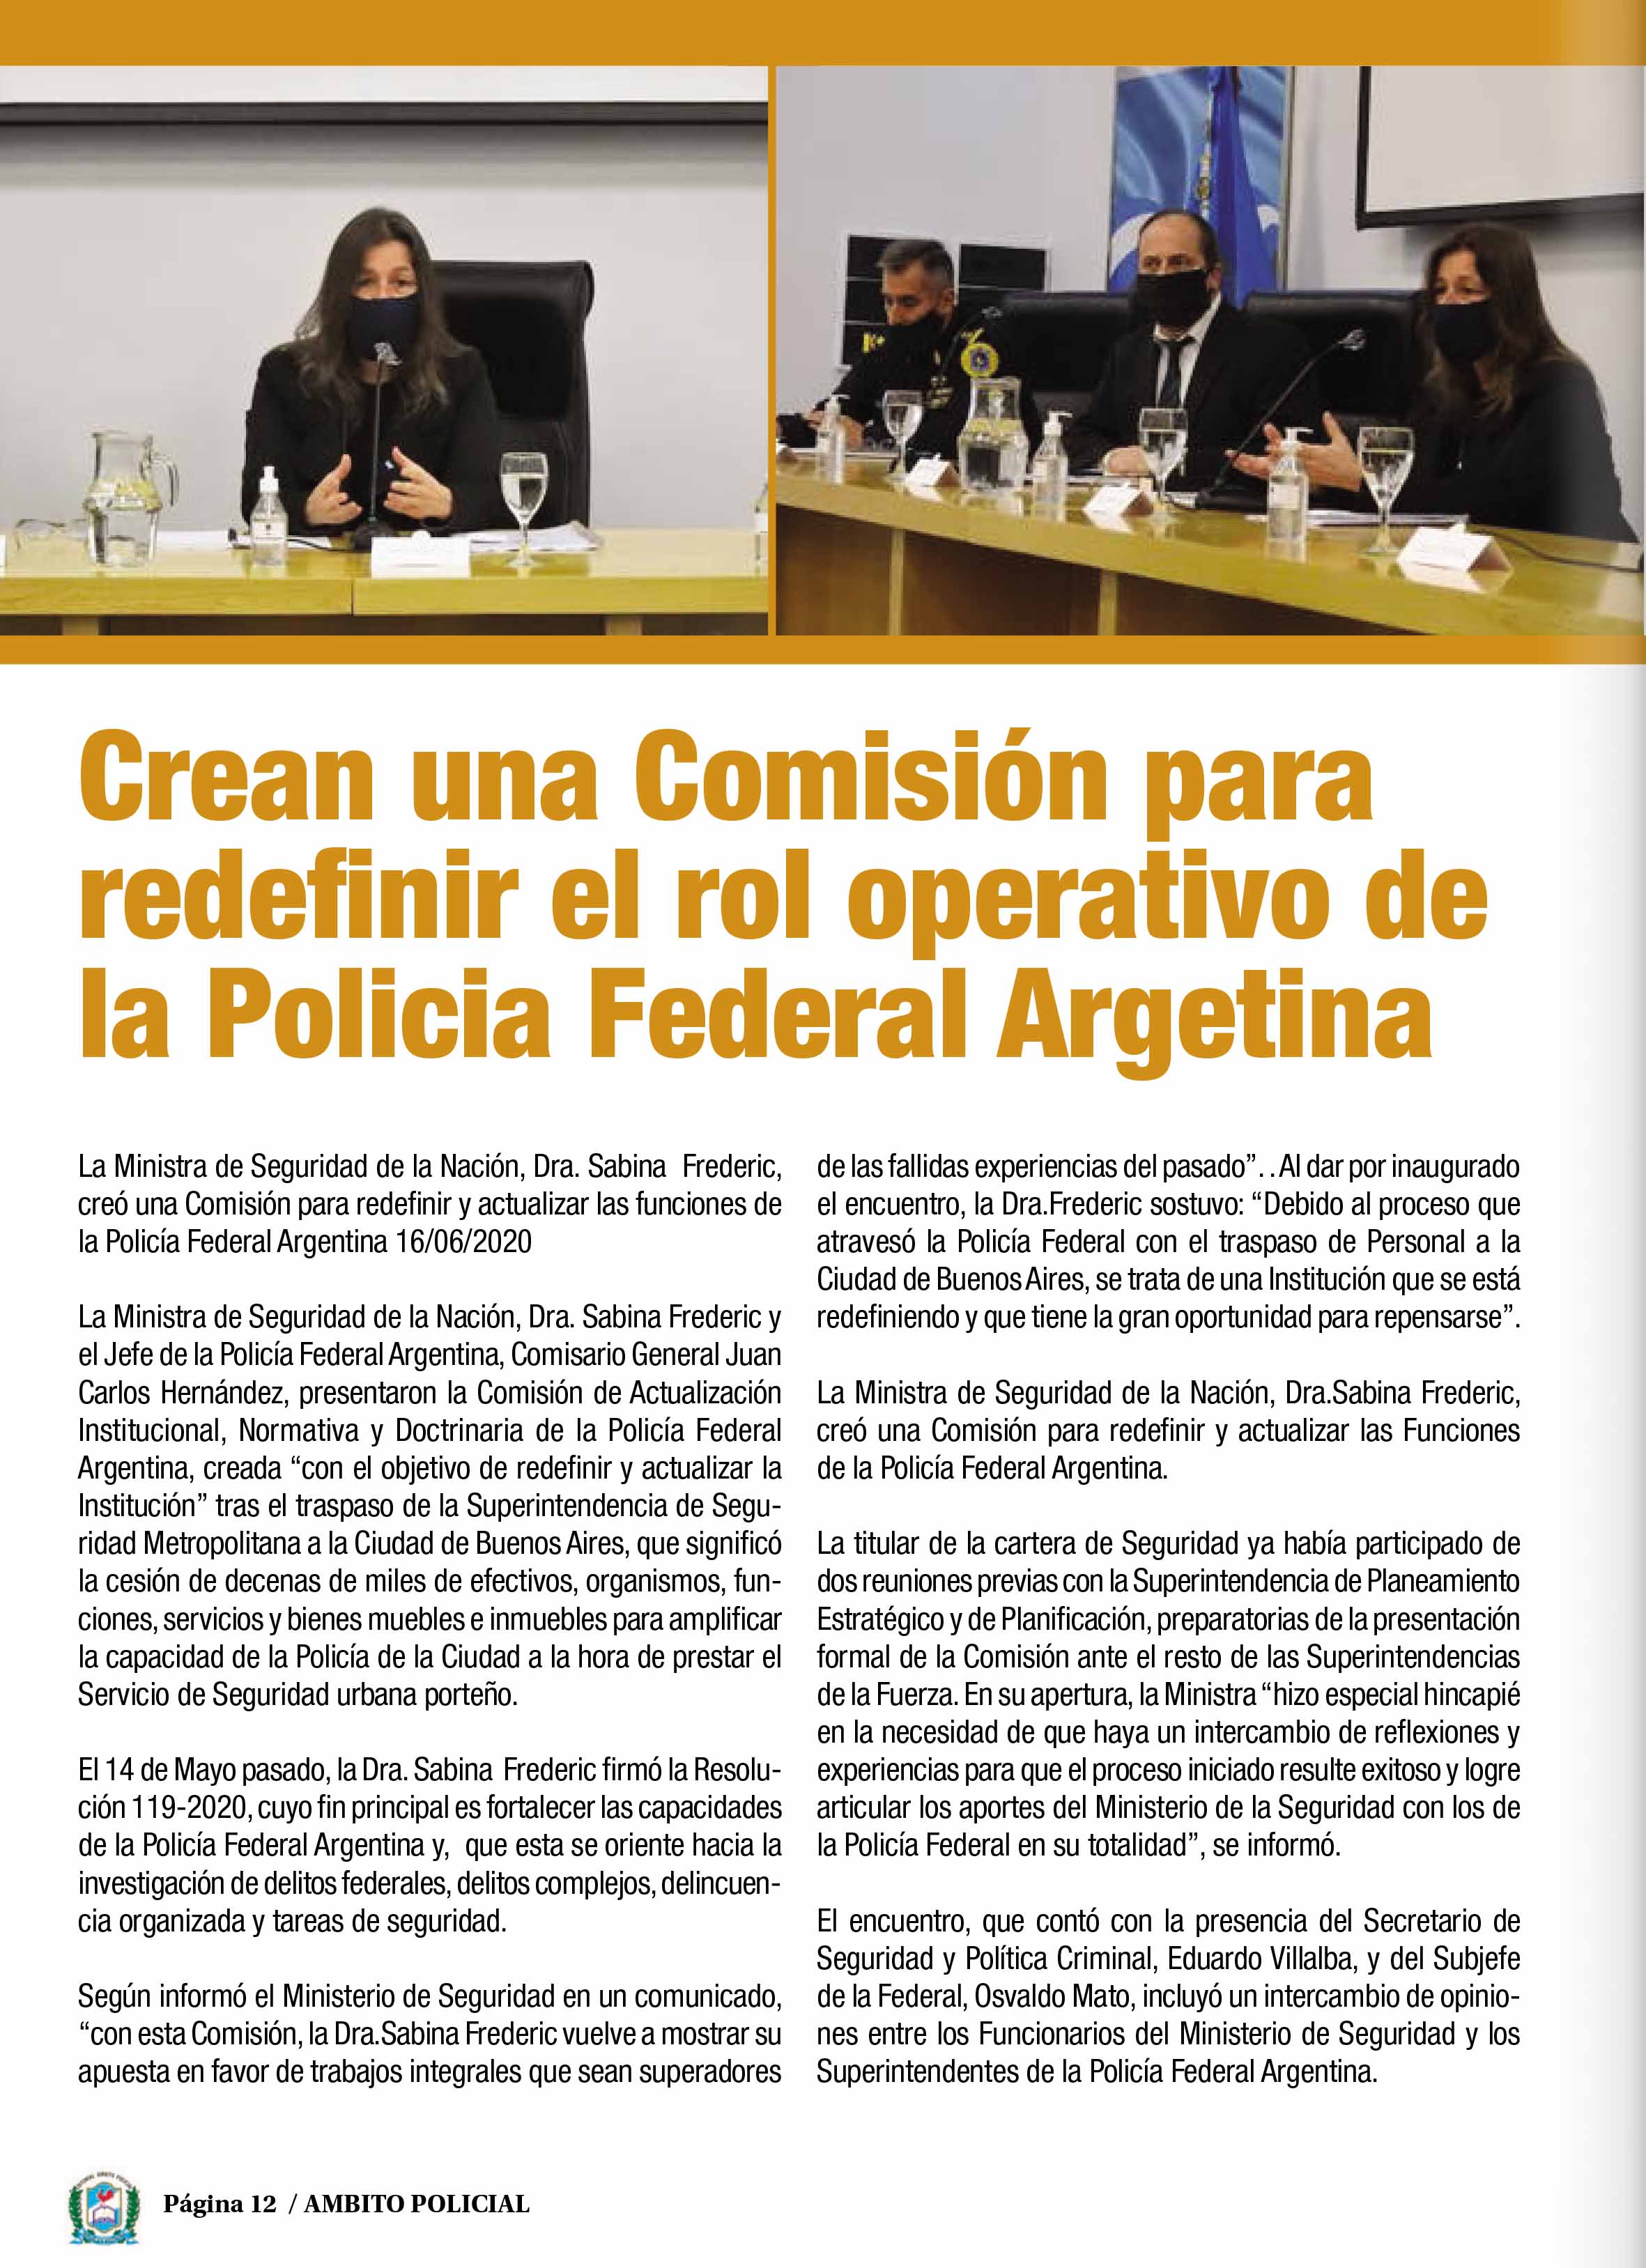 Crean una Comisión para
redefinir el rol operativo de
la Policia Federal Argetina
La Ministra de Seguridad de la Nación, Dra. Sabina  Frederic,
creó una Comisión para redefinir y actualizar las funciones de
la Policía Federal Argentina 16/06/2020
La Ministra de Seguridad de la Nación, Dra. Sabina Frederic y
el Jefe de la Policía Federal Argentina, Comisario General Juan
Carlos Hernández, presentaron la Comisión de Actualización
Institucional, Normativa y Doctrinaria de la Policía Federal
Argentina, creada “con el objetivo de redefinir y actualizar la
Institución” tras el traspaso de la Superintendencia de Segu-
ridad Metropolitana a la Ciudad de Buenos Aires, que significó
la cesión de decenas de miles de efectivos, organismos, fun-
ciones, servicios y bienes muebles e inmuebles para amplificar
la capacidad de la Policía de la Ciudad a la hora de prestar el
Servicio de Seguridad urbana porteño.
El 14 de Mayo pasado, la Dra. Sabina  Frederic firmó la Resolu-
ción 119-2020, cuyo fin principal es fortalecer las capacidades
de la Policía Federal Argentina y,  que esta se oriente hacia la
investigación de delitos federales, delitos complejos, delincuen-
cia organizada y tareas de seguridad.
Según informó el Ministerio de Seguridad en un comunicado,
“con esta Comisión, la Dra.Sabina Frederic vuelve a mostrar su
apuesta en favor de trabajos integrales que sean superadores
de las fallidas experiencias del pasado”. . Al dar por inaugurado
el encuentro, la Dra.Frederic sostuvo: “Debido al proceso que
atravesó la Policía Federal con el traspaso de Personal a la
Ciudad de Buenos Aires, se trata de una Institución que se está
redefiniendo y que tiene la gran oportunidad para repensarse”.
La Ministra de Seguridad de la Nación, Dra.Sabina Frederic,
creó una Comisión para redefinir y actualizar las Funciones
de la Policía Federal Argentina.
La titular de la cartera de Seguridad ya había participado de
dos reuniones previas con la Superintendencia de Planeamiento
Estratégico y de Planificación, preparatorias de la presentación
formal de la Comisión ante el resto de las Superintendencias
de la Fuerza. En su apertura, la Ministra “hizo especial hincapié
en la necesidad de que haya un intercambio de reflexiones y
experiencias para que el proceso iniciado resulte exitoso y logre
articular los aportes del Ministerio de la Seguridad con los de
la Policía Federal en su totalidad”, se informó.
El encuentro, que contó con la presencia del Secretario de
Seguridad y Política Criminal, Eduardo Villalba, y del Subjefe
de la Federal, Osvaldo Mato, incluyó un intercambio de opinio-
nes entre los Funcionarios del Ministerio de Seguridad y los
Superintendentes de la Policía Federal Argentina.
Página 12  / AMBITO POLICIAL